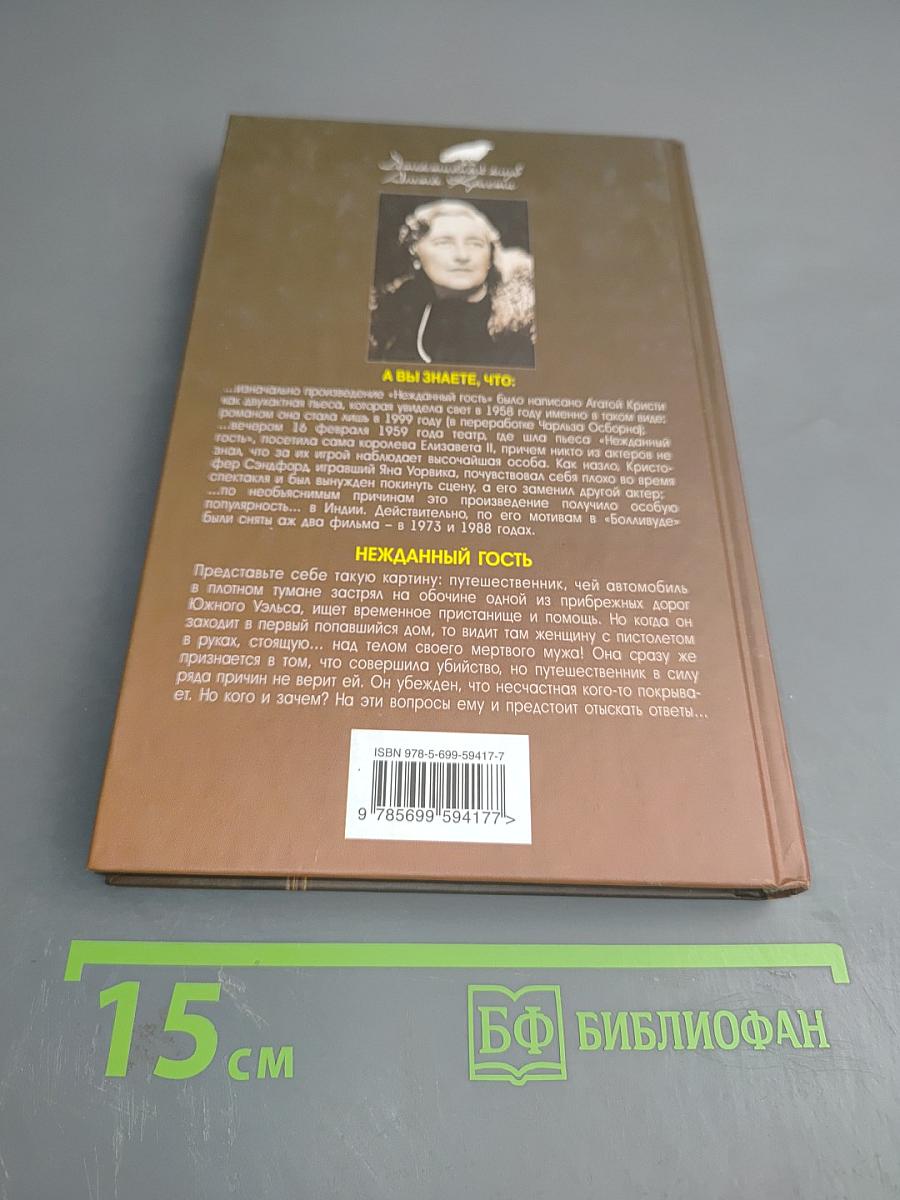 А ВЫ ЗНАЕТЕ, ЧТО:
...изначально произведение «Нежданный гость» было написано Агатой Кристи
как двухактная пьеса, которая увидела свет в 1958 году именно в таком виде;
романом она стала лишь в 1999 году (в переработке Чарльза Осборна);
...вечером 16 февраля 1959 года театр, где шла пьеса «Нежданный
гость», посетила сама королева Елизавета II, причем никто из актеров не
знал, что за их игрой наблюдает высочайшая особа. Как назло, Кристо-
фер Сэндфорд, игравший Яна Уорвика, почувствовал себя плохо во время
спектакля и был вынужден покинуть сцену, а его заменил другой актер;
...по необъяснимым причинам это произведение получило особую
популярность... в Индии. Действительно, по его мотивам в «Болливуде»
были сняты аж два фильма – в 1973 и 1988 годах.
НЕЖДАННЫЙ ГОСТЬ
Представьте себе такую картину: путешественник, чей автомобиль
в плотном тумане застрял на обочине одной из прибрежных дорог
Южного Уэльса, ищет временное пристанище и помощь. Но когда он
заходит в первый попавшийся дом, то видит там женщину с пистолетом
в руках, стоящую... над телом своего мертвого мужа! Она сразу же
признается в том, что совершила убийство, но путешественник в силу
ряда причин не верит ей. Он убежден, что несчастная кого-то покрыва-
ет. Но кого и зачем? На эти вопросы ему и предстоит отыскать ответы...
ISBN 978-5-699-59417-7
9 785699 594177 >
15 см
БФ БИБЛИОФАН